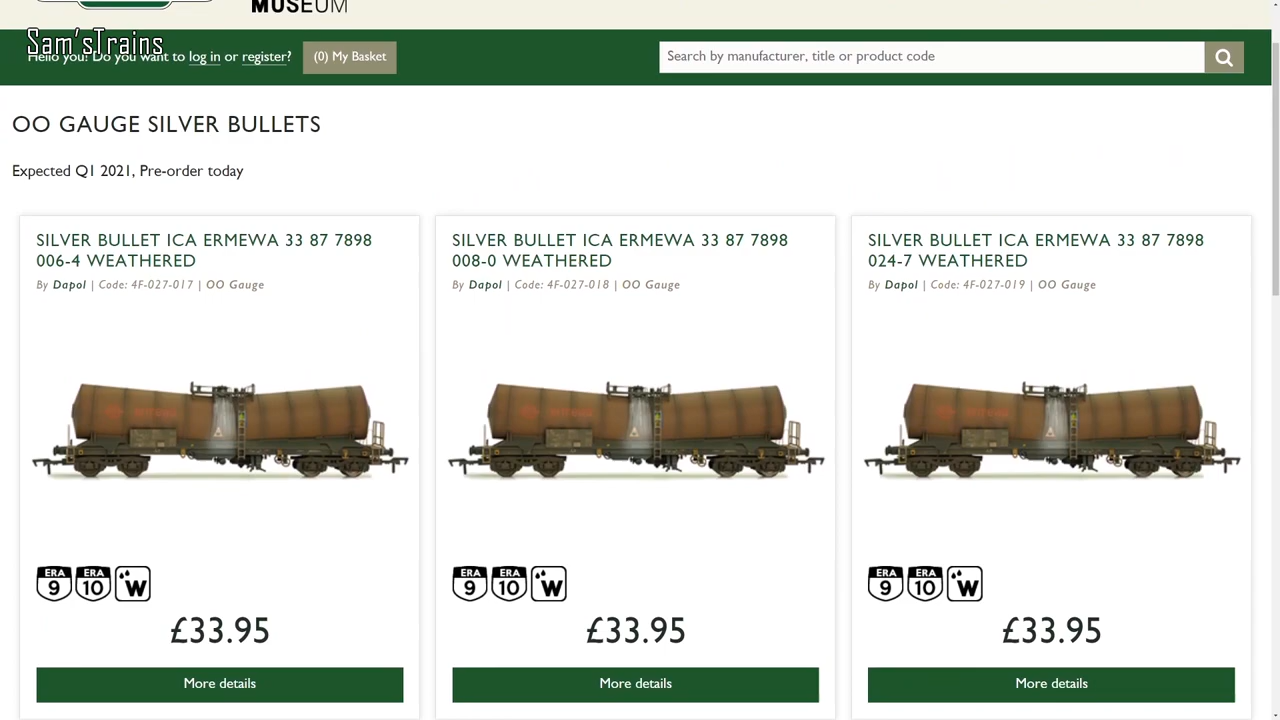 MUSEUM
Sam'sTrains
Hello you! Do you want to log in or register?
(0) My Basket
Search by manufacturer, title or product code
OO GAUGE SILVER BULLETS
Expected Q1 2021, Pre-order today
SILVER BULLET ICA ERMEWA 33 87 7898
006-4 WEATHERED
By Dapol | Code: 4F-027-017 | OO Gauge
ERA
9
ERA
10
W
£33.95
More details
SILVER BULLET ICA ERMEWA 33 87 7898
008-0 WEATHERED
By Dapol | Code: 4F-027-018 | OO Gauge
ERA
9
ERA
10
W
£33.95
More details
SILVER BULLET ICA ERMEWA 33 87 7898
024-7 WEATHERED
By Dapol | Code: 4F-027-019 | OO Gauge
ERA
9
ERA
10
W
£33.95
More details